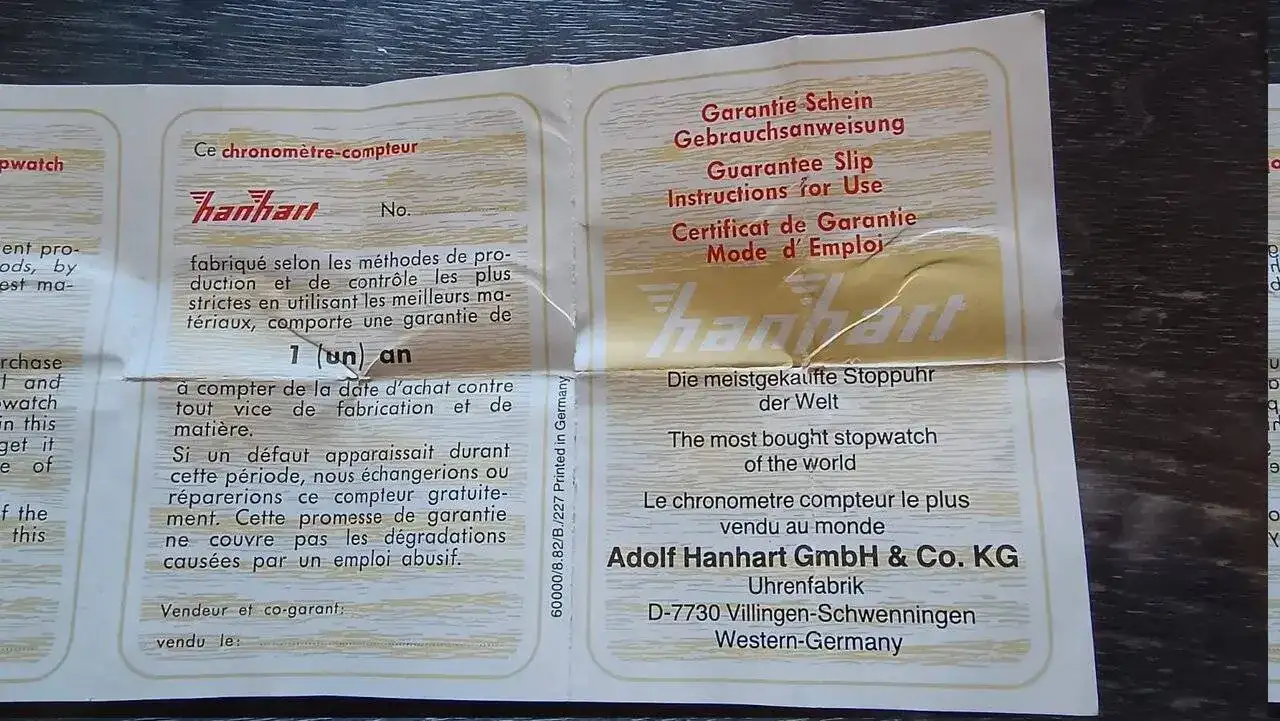 pwatch
ent pro-
ods, by
est ma-
rchase
and
watch
in this
get it
e of
f the
this
Ce chronomètre-compteur
hanhart No.
fabriqué selon les méthodes de pro-
duction et de contrôle les plus
strictes en utilisant les meilleurs ma-
tériaux, comporte une garantie de
1 (un) an
à compter de la date d'achat contre
tout vice de fabrication et de
matière.
Si un défaut apparaissait durant
cette période, nous échangerions ou
réparerions ce compteur gratuite-
ment. Cette promesse de garantie
ne couvre pas les dégradations
causées par un emploi abusif.
Vendeur et co-garant:
vendu le:
60000/8.82/B./227 Printed in Germany
Garantie Schein
Gebrauchsanweisung
Guarantee Slip
Instructions for Use
Certificat de Garantie
Mode d' Emploi
hanhart
Die meistgekaufte Stoppuhr
der Welt
The most bought stopwatch
of the world
Le chronometre compteur le plus
vendu au monde
Adolf Hanhart GmbH & Co. KG
Uhrenfabrik
D-7730 Villingen-Schwenningen
Western-Germany